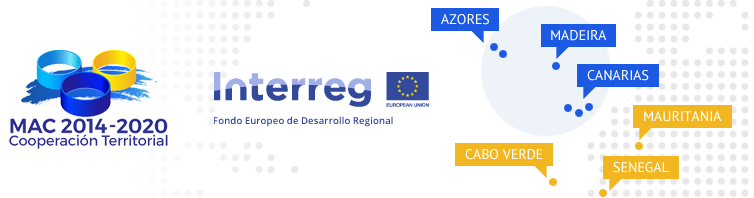 MAC 2014-2020
Cooperación Territorial
Interreg
EUROPEAN UNION
Fondo Europeo de Desarrollo Regional
AZORES
MADEIRA
CANARIAS
MAURITANIA
CABO VERDE
SENEGAL